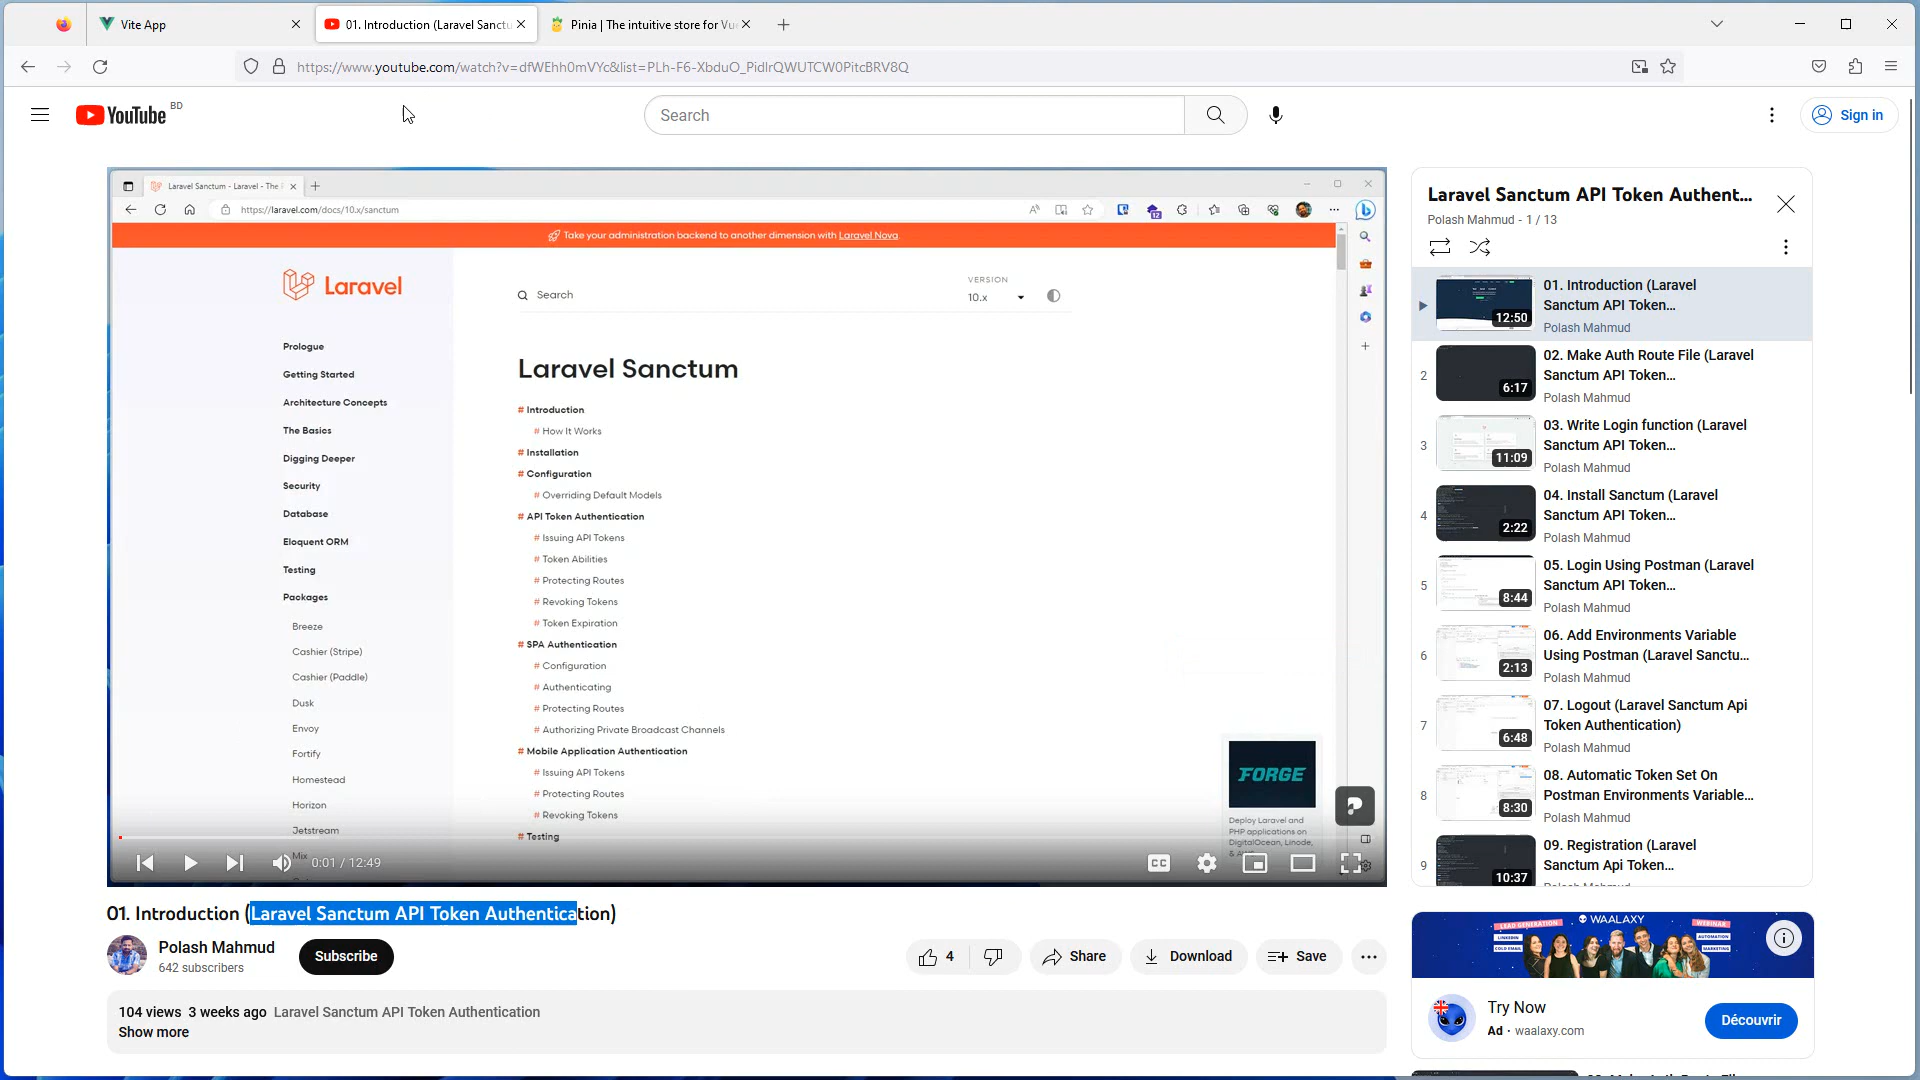 Vite App
01. Introduction (Laravel Sanctu
Pinia | The intuitive store for Vue
https://www.youtube.com/watch?v=dfWEhh0mVYc&list=PLh-F6-XbduO_PidlrQWUTCW0PitcBRV8Q
YouTube BD
Search
Sign in
Laravel Sanctum - Laravel - The
https://laravel.com/docs/10.x/sanctum
Take your administration backend to another dimension with Laravel Nova.
Laravel
Search
VERSION
10.x
Prologue
Getting Started
Architecture Concepts
The Basics
Digging Deeper
Security
Database
Eloquent ORM
Testing
Packages
Breeze
Cashier (Stripe)
Cashier (Paddle)
Dusk
Envoy
Fortify
Homestead
Horizon
Jetstream
Mix
Laravel Sanctum
# Introduction
# How It Works
# Installation
# Configuration
# Overriding Default Models
# API Token Authentication
# Issuing API Tokens
# Token Abilities
# Protecting Routes
# Revoking Tokens
# Token Expiration
# SPA Authentication
# Configuration
# Authenticating
# Protecting Routes
# Authorizing Private Broadcast Channels
# Mobile Application Authentication
# Issuing API Tokens
# Protecting Routes
# Revoking Tokens
# Testing
FORGE
Deploy Laravel and
PHP applications on
DigitalOcean, Linode,
0:01 / 12:49
CC
01. Introduction (Laravel Sanctum API Token Authentication)
Polash Mahmud
642 subscribers
Subscribe
4
Share
Download
Save
104 views 3 weeks ago Laravel Sanctum API Token Authentication
Show more
Laravel Sanctum API Token Authent...
Polash Mahmud - 1 / 13
12:50
01. Introduction (Laravel
Sanctum API Token...
Polash Mahmud
2
6:17
02. Make Auth Route File (Laravel
Sanctum API Token...
Polash Mahmud
3
11:09
03. Write Login function (Laravel
Sanctum API Token...
Polash Mahmud
4
2:22
04. Install Sanctum (Laravel
Sanctum API Token...
Polash Mahmud
5
8:44
05. Login Using Postman (Laravel
Sanctum API Token...
Polash Mahmud
6
2:13
06. Add Environments Variable
Using Postman (Laravel Sanctu...
Polash Mahmud
7
6:48
07. Logout (Laravel Sanctum Api
Token Authentication)
Polash Mahmud
8
8:30
08. Automatic Token Set On
Postman Environments Variable...
Polash Mahmud
9
10:37
09. Registration (Laravel
Sanctum Api Token...
WAALAXY
LEAD GENERATION
LINKEDIN
COLD EMAIL
WEBINAR
AUTOMATION
MARKETING
Try Now
Ad · waalaxy.com
Découvrir